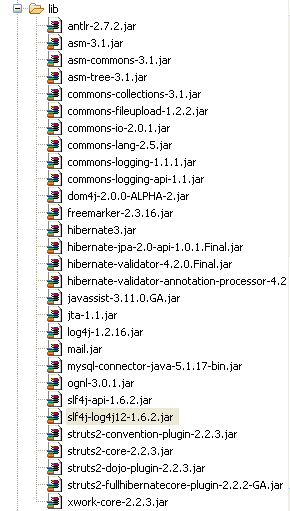 lib
antlr-2.7.2.jar
asm-3.1.jar
asm-commons-3.1.jar
asm-tree-3.1.jar
commons-collections-3.1.jar
commons-fileupload-1.2.2.jar
commons-io-2.0.1.jar
commons-lang-2.5.jar
commons-logging-1.1.1.jar
commons-logging-api-1.1.jar
dom4j-2.0.0-ALPHA-2.jar
freemarker-2.3.16.jar
hibernate3.jar
hibernate-jpa-2.0-api-1.0.1.Final.jar
hibernate-validator-4.2.0.Final.jar
hibernate-validator-annotation-processor-4.2
javassist-3.11.0.GA.jar
jta-1.1.jar
log4j-1.2.16.jar
mail.jar
mysql-connector-java-5.1.17-bin.jar
ognl-3.0.1.jar
slf4j-api-1.6.2.jar
slf4j-log4j12-1.6.2.jar
struts2-convention-plugin-2.2.3.jar
struts2-core-2.2.3.jar
struts2-dojo-plugin-2.2.3.jar
struts2-fullhibernatecore-plugin-2.2.2-GA.jar
xwork-core-2.2.3.jar